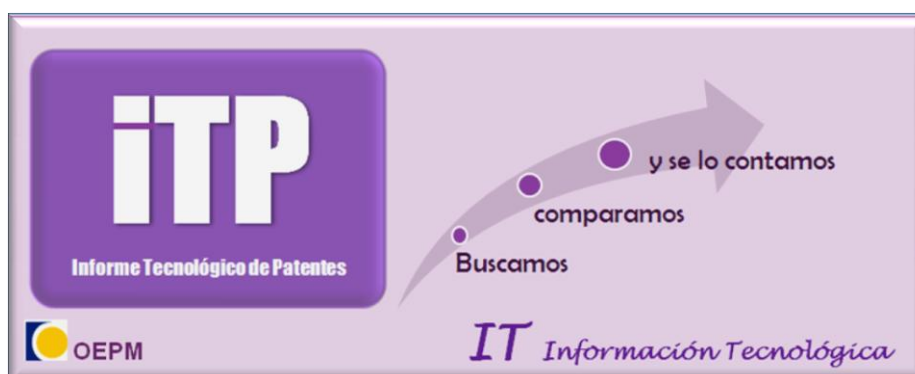 iTP
Informe Tecnológico de Patentes
y se lo contamos
comparamos
Buscamos
OEPM
IT Información Tecnológica